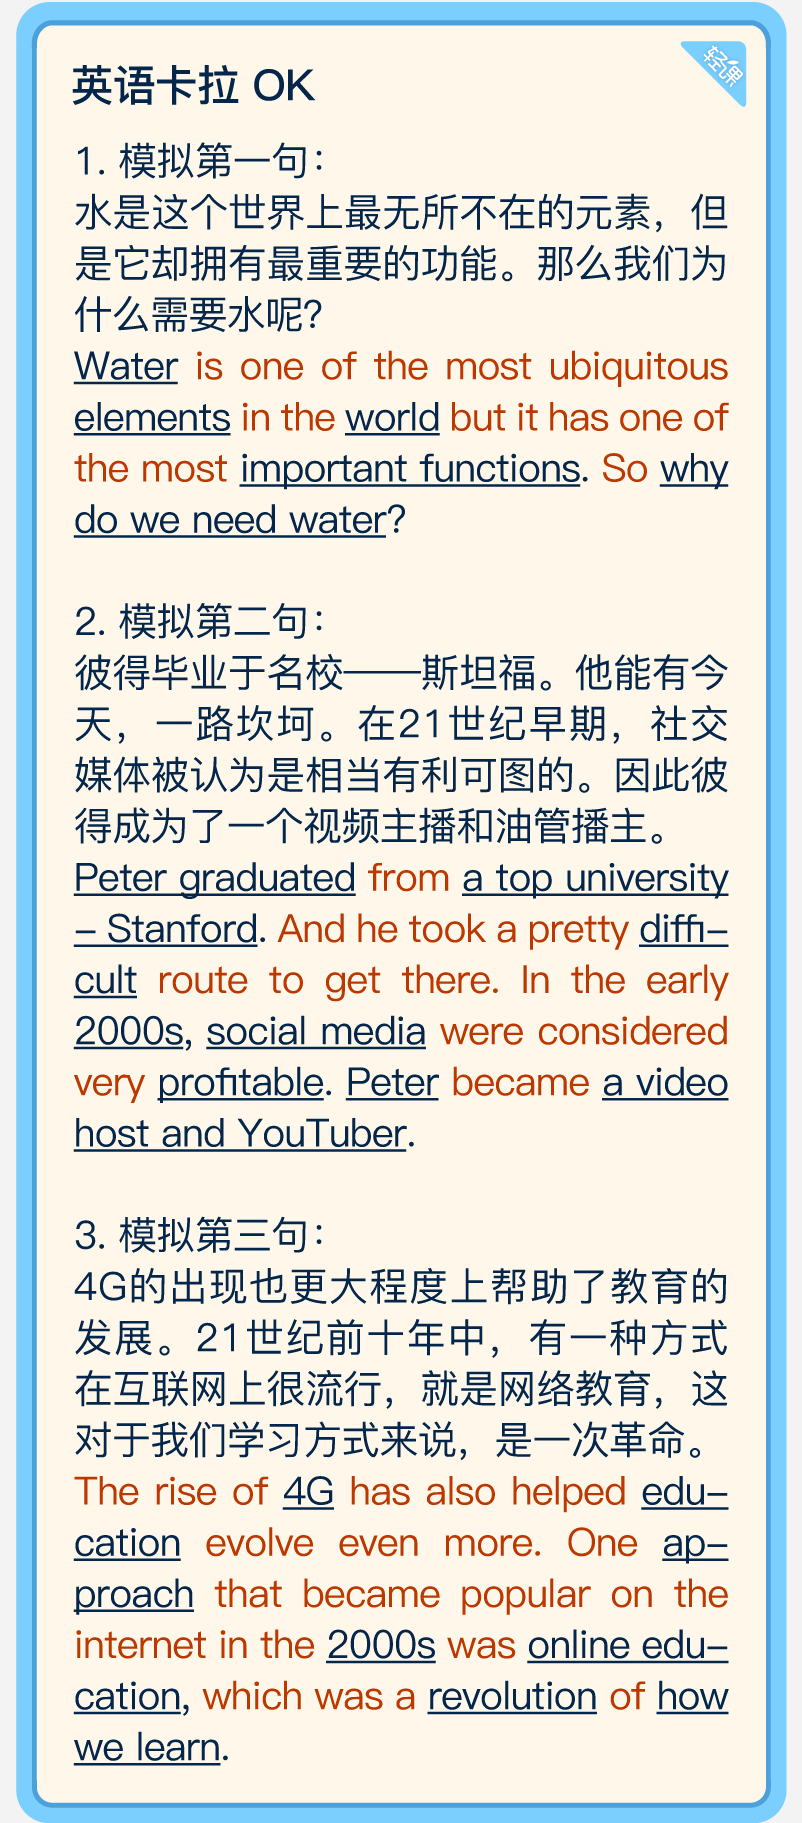 英语卡拉 OK
轻课
1. 模拟第一句：
水是这个世界上最无所不在的元素，但
是它却拥有最重要的功能。那么我们为
什么需要水呢？
Water is one of the most ubiquitous
elements in the world but it has one of
the most important functions. So why
do we need water?
2. 模拟第二句：
彼得毕业于名校——斯坦福。他能有今
天，一路坎坷。在21世纪早期，社交
媒体被认为是相当有利可图的。因此彼
得成为了一个视频主播和油管播主。
Peter graduated from a top university
– Stanford. And he took a pretty diffi–
cult route to get there. In the early
2000s, social media were considered
very profitable. Peter became a video
host and YouTuber.
3. 模拟第三句：
4G的出现也更大程度上帮助了教育的
发展。21世纪前十年中，有一种方式
在互联网上很流行，就是网络教育，这
对于我们学习方式来说，是一次革命。
The rise of 4G has also helped edu–
cation evolve even more. One ap–
proach that became popular on the
internet in the 2000s was online edu–
cation, which was a revolution of how
we learn.